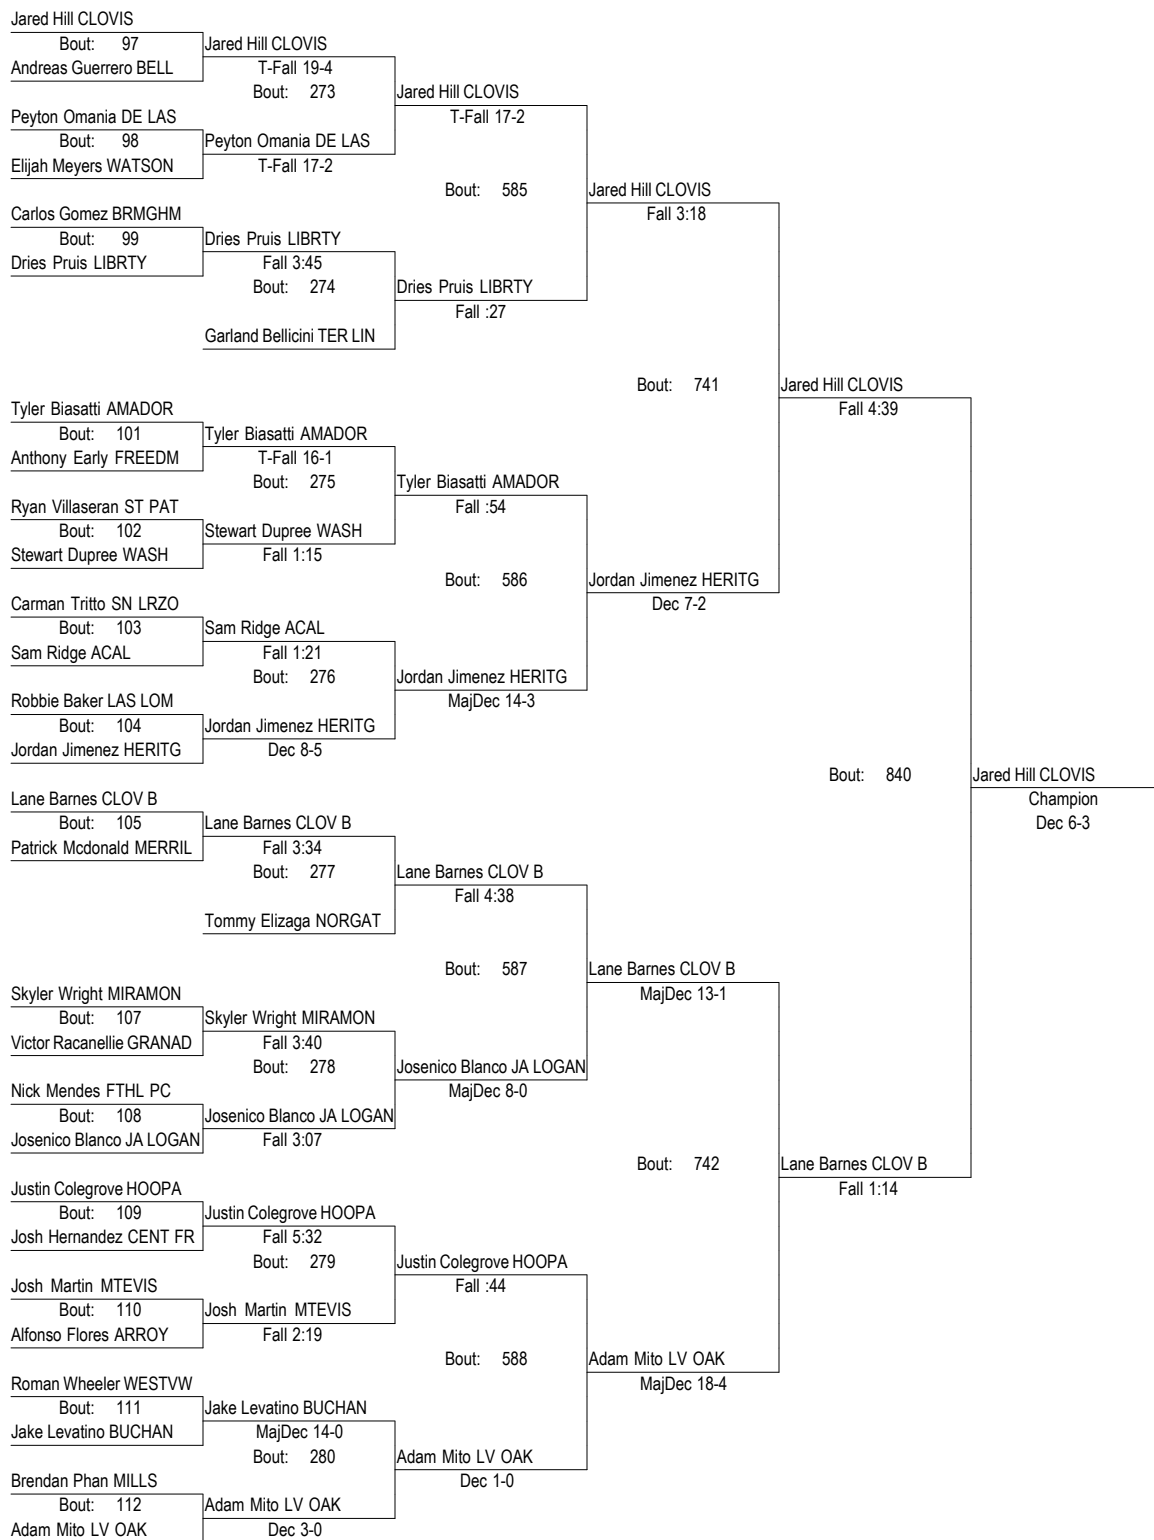 Jared Hill CLOVIS
Bout: 97 Jared Hill CLOVIS
Andreas Guerrero BELL T-Fall 19-4
Bout: 273 Jared Hill CLOVIS
Peyton Omania DE LAS T-Fall 17-2
Bout: 98 Peyton Omania DE LAS
Elijah Meyers WATSON T-Fall 17-2
Bout: 585 Jared Hill CLOVIS
Carlos Gomez BRMGHM Fall 3:18
Bout: 99 Dries Pruis LIBRTY
Dries Pruis LIBRTY Fall 3:45
Bout: 274 Dries Pruis LIBRTY
Fall :27
Garland Bellicini TER LIN
Bout: 741 Jared Hill CLOVIS
Tyler Biasatti AMADOR Fall 4:39
Bout: 101 Tyler Biasatti AMADOR
Anthony Early FREEDM T-Fall 16-1
Bout: 275 Tyler Biasatti AMADOR
Ryan Villaseran ST PAT Fall :54
Bout: 102 Stewart Dupree WASH
Stewart Dupree WASH Fall 1:15
Bout: 586 Jordan Jimenez HERITG
Carman Tritto SN LRZO Dec 7-2
Bout: 103 Sam Ridge ACAL
Sam Ridge ACAL Fall 1:21
Bout: 276 Jordan Jimenez HERITG
Robbie Baker LAS LOM MajDec 14-3
Bout: 104 Jordan Jimenez HERITG
Jordan Jimenez HERITG Dec 8-5
Bout: 840 Jared Hill CLOVIS
Lane Barnes CLOV B Champion
Bout: 105 Lane Barnes CLOV B Dec 6-3
Patrick Mcdonald MERRIL Fall 3:34
Bout: 277 Lane Barnes CLOV B
Fall 4:38
Tommy Elizaga NORGAT
Bout: 587 Lane Barnes CLOV B
Skyler Wright MIRAMON MajDec 13-1
Bout: 107 Skyler Wright MIRAMON
Victor Racanellie GRANAD Fall 3:40
Bout: 278 Josenico Blanco JA LOGAN
Nick Mendes FTHL PC MajDec 8-0
Bout: 108 Josenico Blanco JA LOGAN
Josenico Blanco JA LOGAN Fall 3:07
Bout: 742 Lane Barnes CLOV B
Justin Colegrove HOOPA Fall 1:14
Bout: 109 Justin Colegrove HOOPA
Josh Hernandez CENT FR Fall 5:32
Bout: 279 Justin Colegrove HOOPA
Josh Martin MTEVIS Fall :44
Bout: 110 Josh Martin MTEVIS
Alfonso Flores ARROY Fall 2:19
Bout: 588 Adam Mito LV OAK
Roman Wheeler WESTVW MajDec 18-4
Bout: 111 Jake Levatino BUCHAN
Jake Levatino BUCHAN MajDec 14-0
Bout: 280 Adam Mito LV OAK
Brendan Phan MILLS Dec 1-0
Bout: 112 Adam Mito LV OAK
Adam Mito LV OAK Dec 3-0